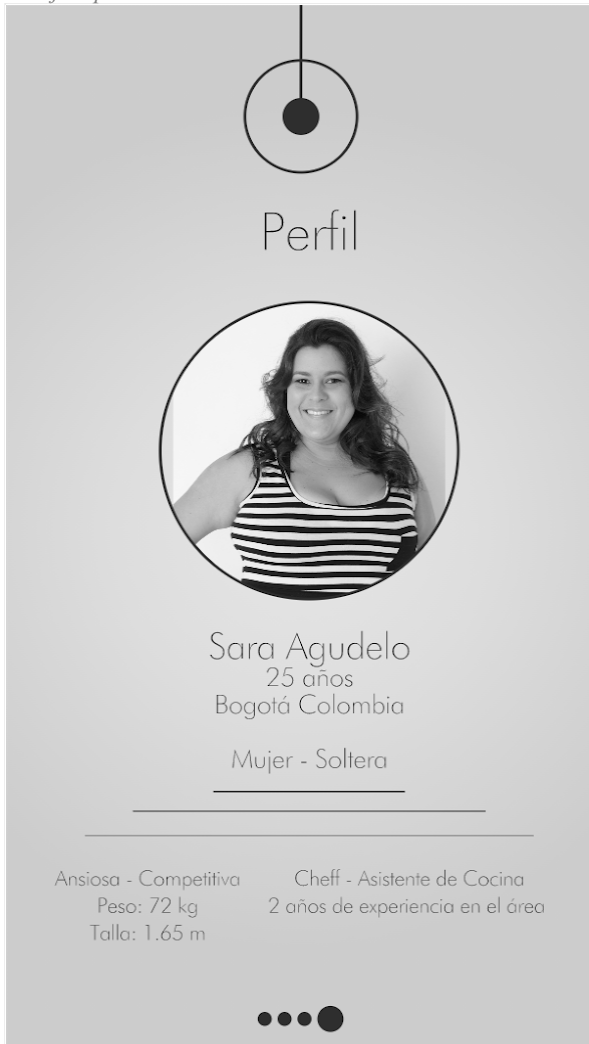 Perfil
Sara Agudelo
25 años
Bogotá Colombia
Mujer - Soltera
Ansiosa - Competitiva
Peso: 72 kg
Talla: 1.65 m
Cheff - Asistente de Cocina
2 años de experiencia en el área